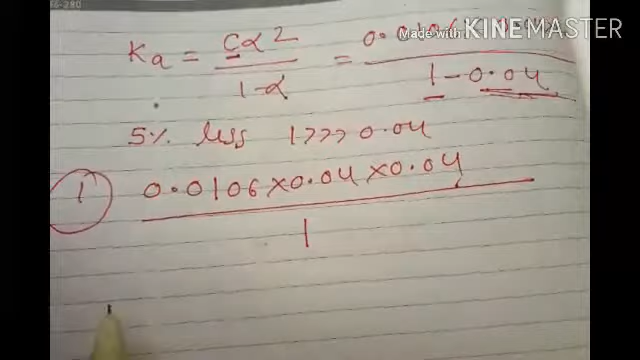 Made with KINEMASTER
Ka = cα2 / 1-α = 0.0106 / 1-0.04
5% less 1>>> 0.04
① 0.0106×0.04×0.04 / 1